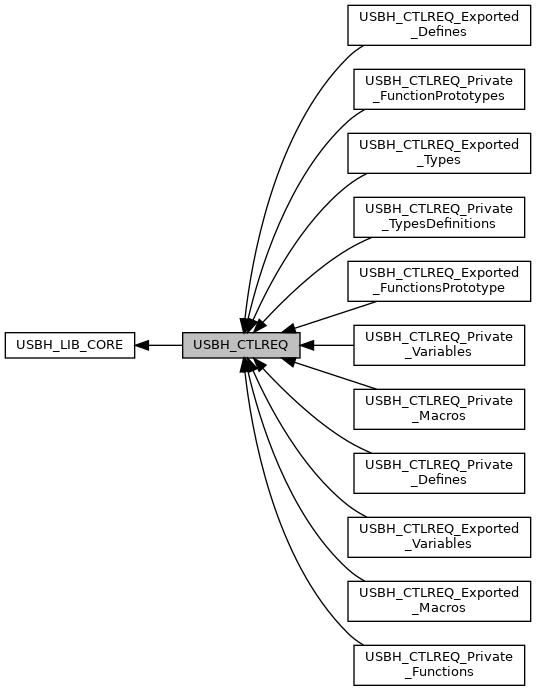 USBH_CTLREQ_Exported
_Defines
USBH_CTLREQ_Private
_FunctionPrototypes
USBH_CTLREQ_Exported
_Types
USBH_CTLREQ_Private
_TypesDefinitions
USBH_CTLREQ_Exported
_FunctionsPrototype
USBH_LIB_CORE
USBH_CTLREQ
USBH_CTLREQ_Private
_Variables
USBH_CTLREQ_Private
_Macros
USBH_CTLREQ_Private
_Defines
USBH_CTLREQ_Exported
_Variables
USBH_CTLREQ_Exported
_Macros
USBH_CTLREQ_Private
_Functions